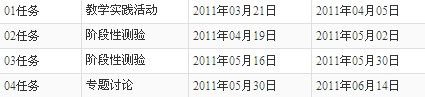 01任务 教学实践活动 2011年03月21日 2011年04月05日
02任务 阶段性测验 2011年04月19日 2011年05月02日
03任务 阶段性测验 2011年05月16日 2011年05月30日
04任务 专题讨论 2011年05月30日 2011年06月14日